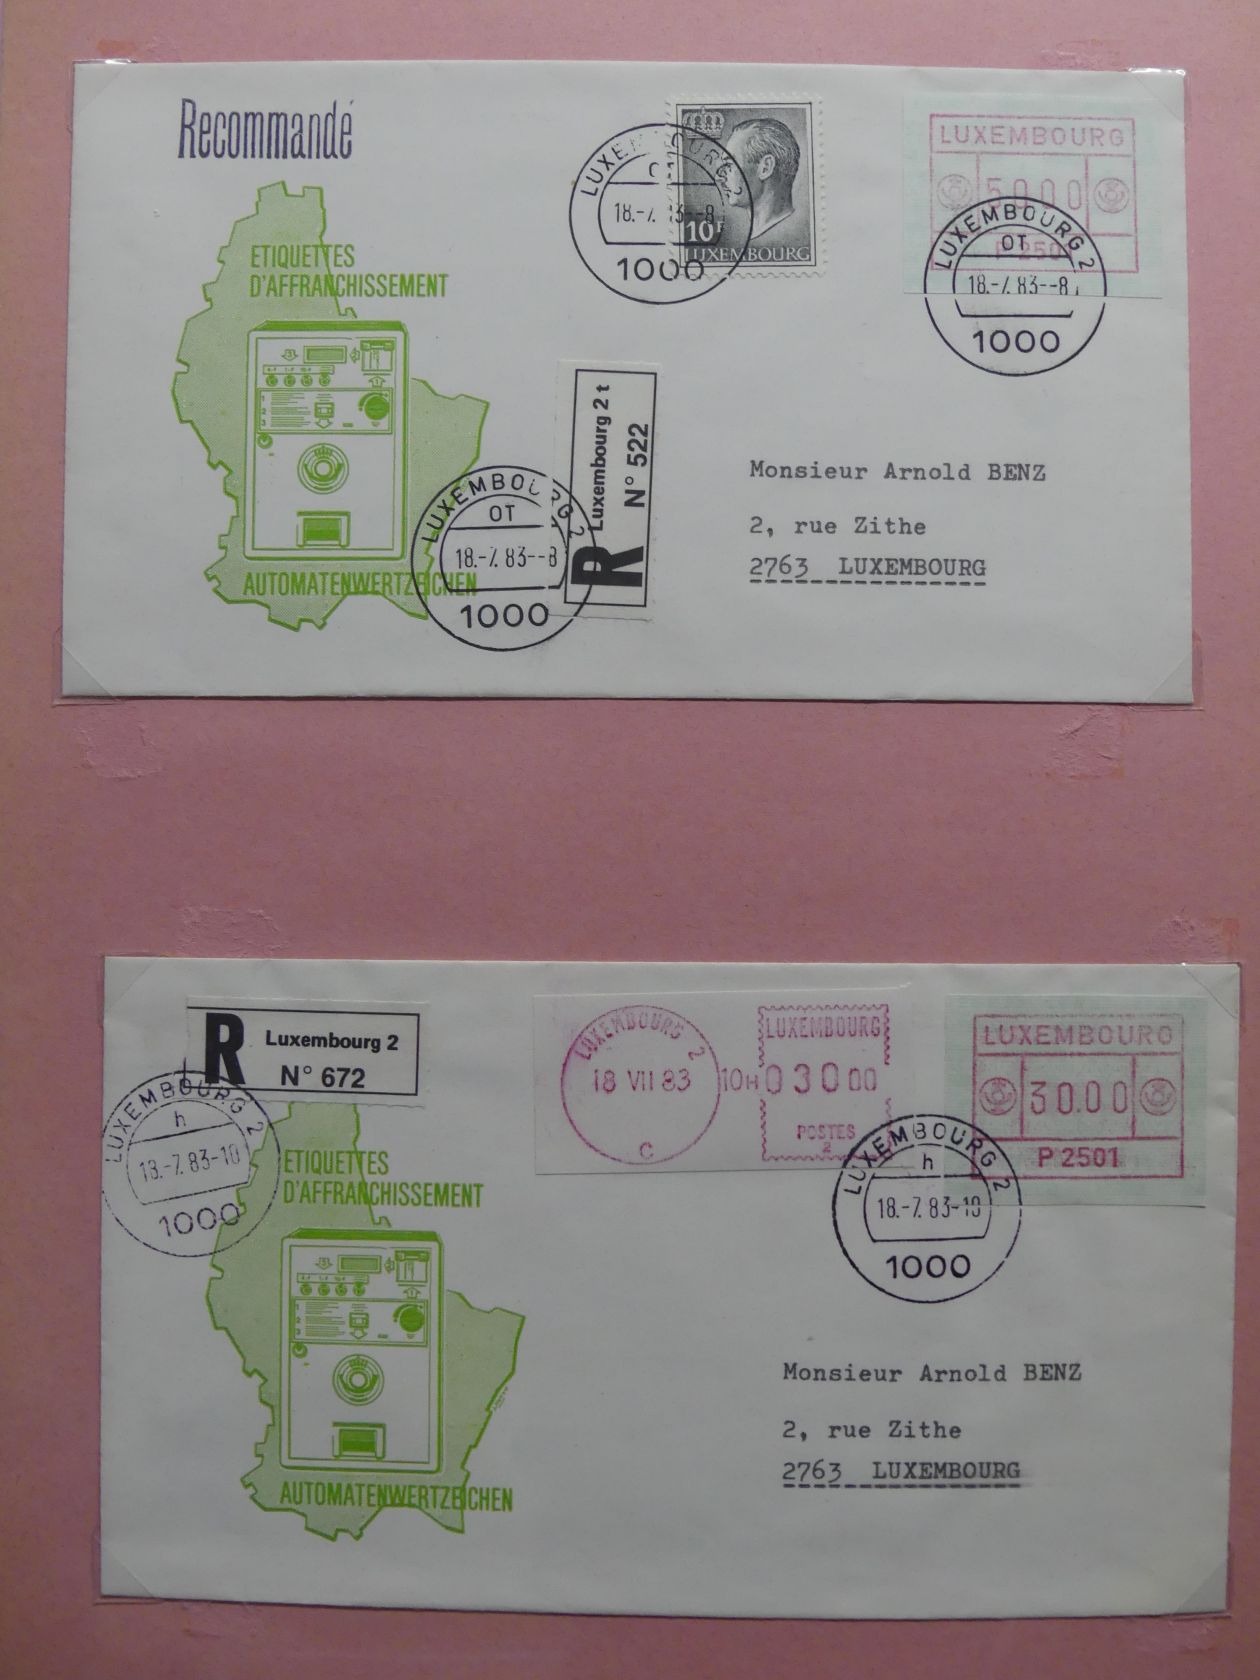 Recommandé
10F
LUXEMBOURG
LUXEMBOURG
50.00
LUXEMBOURG 2
18.-7. 83--8
1000
LUXEMBOURG 2
OT
18.-7. 83--8
1000
ETIQUETTES
D'AFFRANCHISSEMENT
AUTOMATENWERTZEICHEN
LUXEMBOURG 2
OT
18.-7. 83--8
1000
R
Luxembourg 2 t
N° 522
Monsieur Arnold BENZ
2, rue Zithe
2763 LUXEMBOURG
R
Luxembourg 2
N° 672
LUXEMBOURG 2
h
18.-7. 83-10
1000
LUXEMBOURG 2
18 VII 83
10H
C
LUXEMBOURG
030 00
POSTES
2
LUXEMBOURG
30.00
P 2501
LUXEMBOURG 2
h
18.-7. 83-10
1000
ETIQUETTES
D'AFFRANCHISSEMENT
AUTOMATENWERTZEICHEN
Monsieur Arnold BENZ
2, rue Zithe
2763 LUXEMBOURG